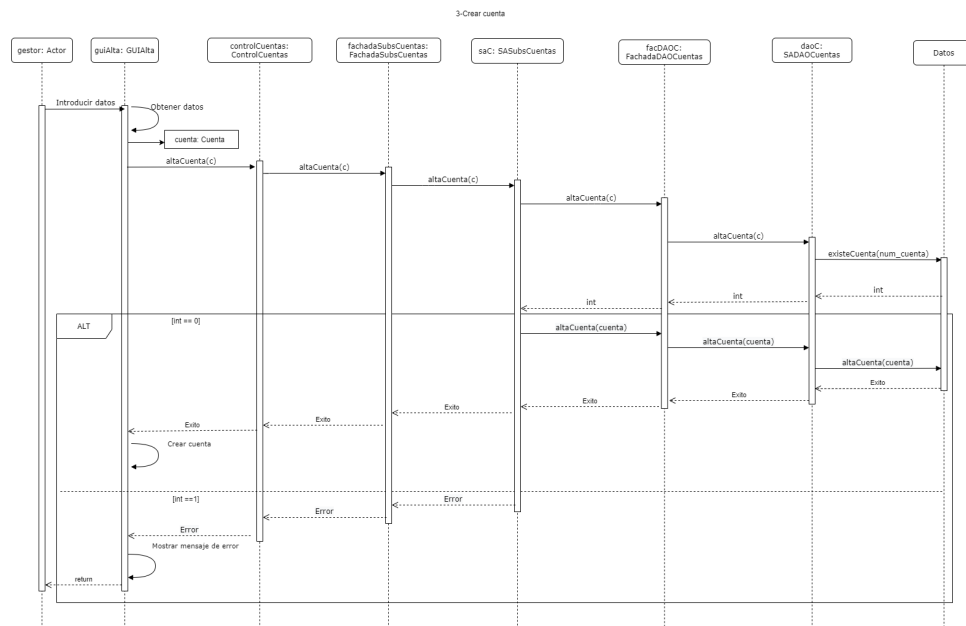 3-Crear cuenta
gestor: Actor
guiAlta: GUIAlta
controlCuentas:
ControlCuentas
fachadaSubsCuentas:
FachadaSubsCuentas
saC: SASubsCuentas
facDAOC:
FachadaDAOCuentas
daoC:
SADAOCuentas
Datos
Introducir datos
Obtener datos
cuenta: Cuenta
altaCuenta(c)
altaCuenta(c)
altaCuenta(c)
altaCuenta(c)
altaCuenta(c)
existeCuenta(num_cuenta)
int
int
int
ALT
[int == 0]
altaCuenta(cuenta)
altaCuenta(cuenta)
altaCuenta(cuenta)
Exito
Exito
Exito
Exito
Exito
Exito
Crear cuenta
[int ==1]
Error
Error
Error
Mostrar mensaje de error
return